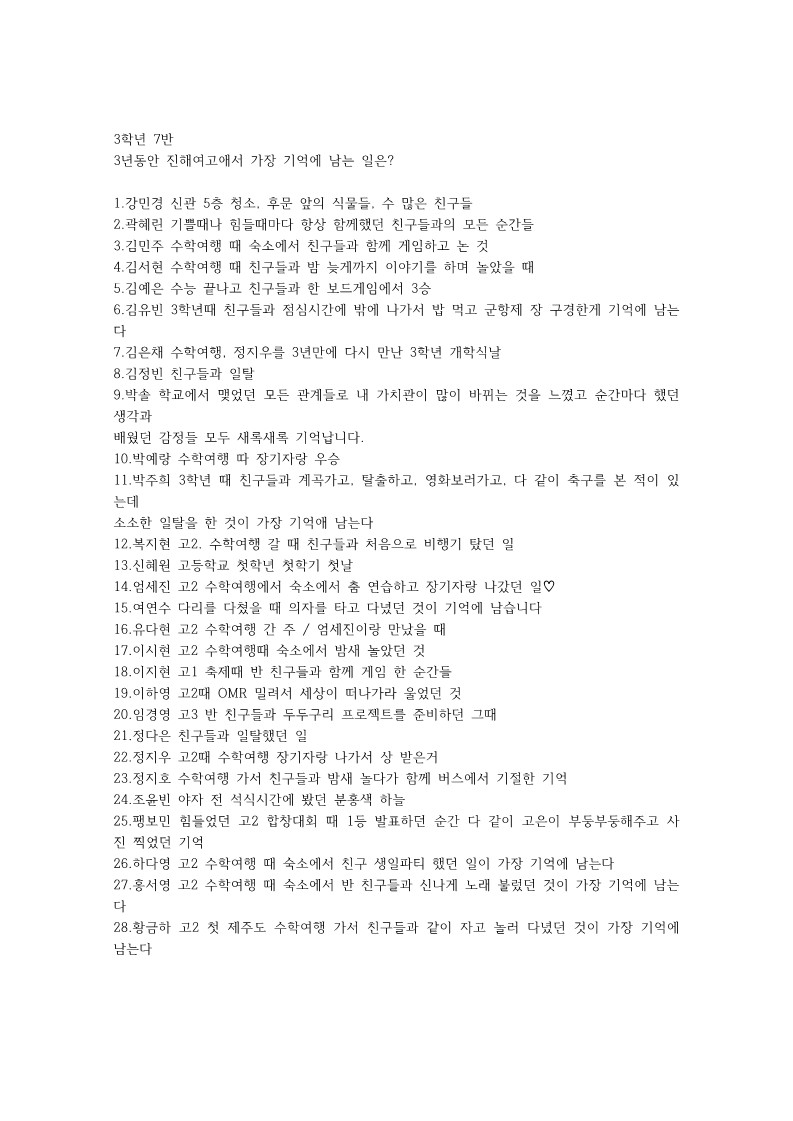 3학년 7반
3년동안 진해여고애서 가장 기억에 남는 일은?
1.강민경 신관 5층 청소, 후문 앞의 식물들, 수 많은 친구들
2.곽혜린 기쁠때나 힘들때마다 항상 함께했던 친구들과의 모든 순간들
3.김민주 수학여행 때 숙소에서 친구들과 함께 게임하고 논 것
4.김서현 수학여행 때 친구들과 밤 늦게까지 이야기를 하며 놀았을 때
5.김예은 수능 끝나고 친구들과 한 보드게임에서 3승
6.김유빈 3학년때 친구들과 점심시간에 밖에 나가서 밥 먹고 군항제 장 구경한게 기억에 남는
다
7.김은채 수학여행, 정지우를 3년만에 다시 만난 3학년 개학식날
8.김정빈 친구들과 일탈
9.박솔 학교에서 맺었던 모든 관계들로 내 가치관이 많이 바뀌는 것을 느꼈고 순간마다 했던
생각과
배웠던 감정들 모두 새록새록 기억납니다.
10.박예랑 수학여행 따 장기자랑 우승
11.박주희 3학년 때 친구들과 계곡가고, 탈출하고, 영화보러가고, 다 같이 축구를 본 적이 있
는데
소소한 일탈을 한 것이 가장 기억애 남는다
12.복지현 고2. 수학여행 갈 때 친구들과 처음으로 비행기 탔던 일
13.신혜원 고등학교 첫학년 첫학기 첫날
14.엄세진 고2 수학여행에서 숙소에서 춤 연습하고 장기자랑 나갔던 일♡
15.여연수 다리를 다쳤을 때 의자를 타고 다녔던 것이 기억에 남습니다
16.유다현 고2 수학여행 간 주 / 엄세진이랑 만났을 때
17.이시현 고2 수학여행때 숙소에서 밤새 놀았던 것
18.이지현 고1 축제때 반 친구들과 함께 게임 한 순간들
19.이하영 고2때 OMR 밀려서 세상이 떠나가라 울었던 것
20.임경영 고3 반 친구들과 두두구리 프로젝트를 준비하던 그때
21.정다은 친구들과 일탈했던 일
22.정지우 고2때 수학여행 장기자랑 나가서 상 받은거
23.정지호 수학여행 가서 친구들과 밤새 놀다가 함께 버스에서 기절한 기억
24.조윤빈 야자 전 석식시간에 봤던 분홍색 하늘
25.팽보민 힘들었던 고2 합창대회 때 1등 발표하던 순간 다 같이 고은이 부둥부둥해주고 사
진 찍었던 기억
26.하다영 고2 수학여행 때 숙소에서 친구 생일파티 했던 일이 가장 기억에 남는다
27.홍서영 고2 수학여행 때 숙소에서 반 친구들과 신나게 노래 불렀던 것이 가장 기억에 남는
다
28.황금하 고2 첫 제주도 수학여행 가서 친구들과 같이 자고 놀러 다녔던 것이 가장 기억에
남는다